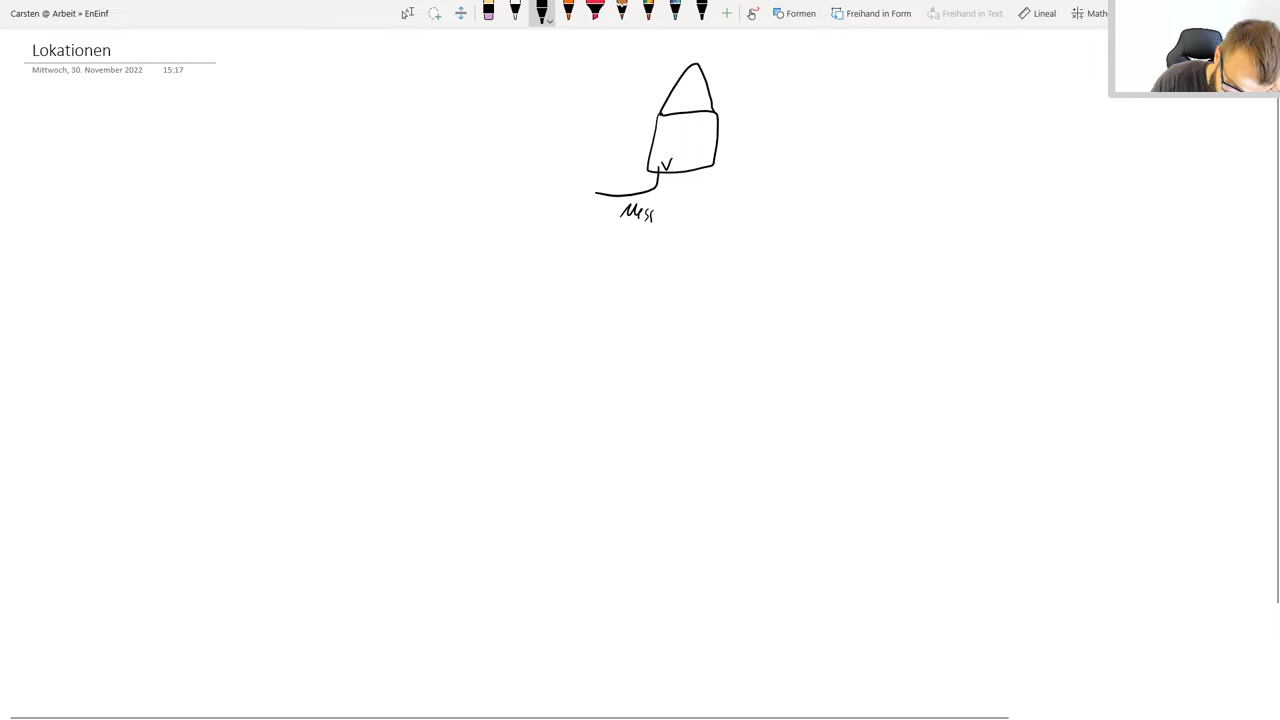 Carsten @ Arbeit » EnEinf
Formen
Freihand in Form
Freihand in Text
Lineal
Math
Lokationen
Mittwoch, 30. November 2022 15:17
V
Mess